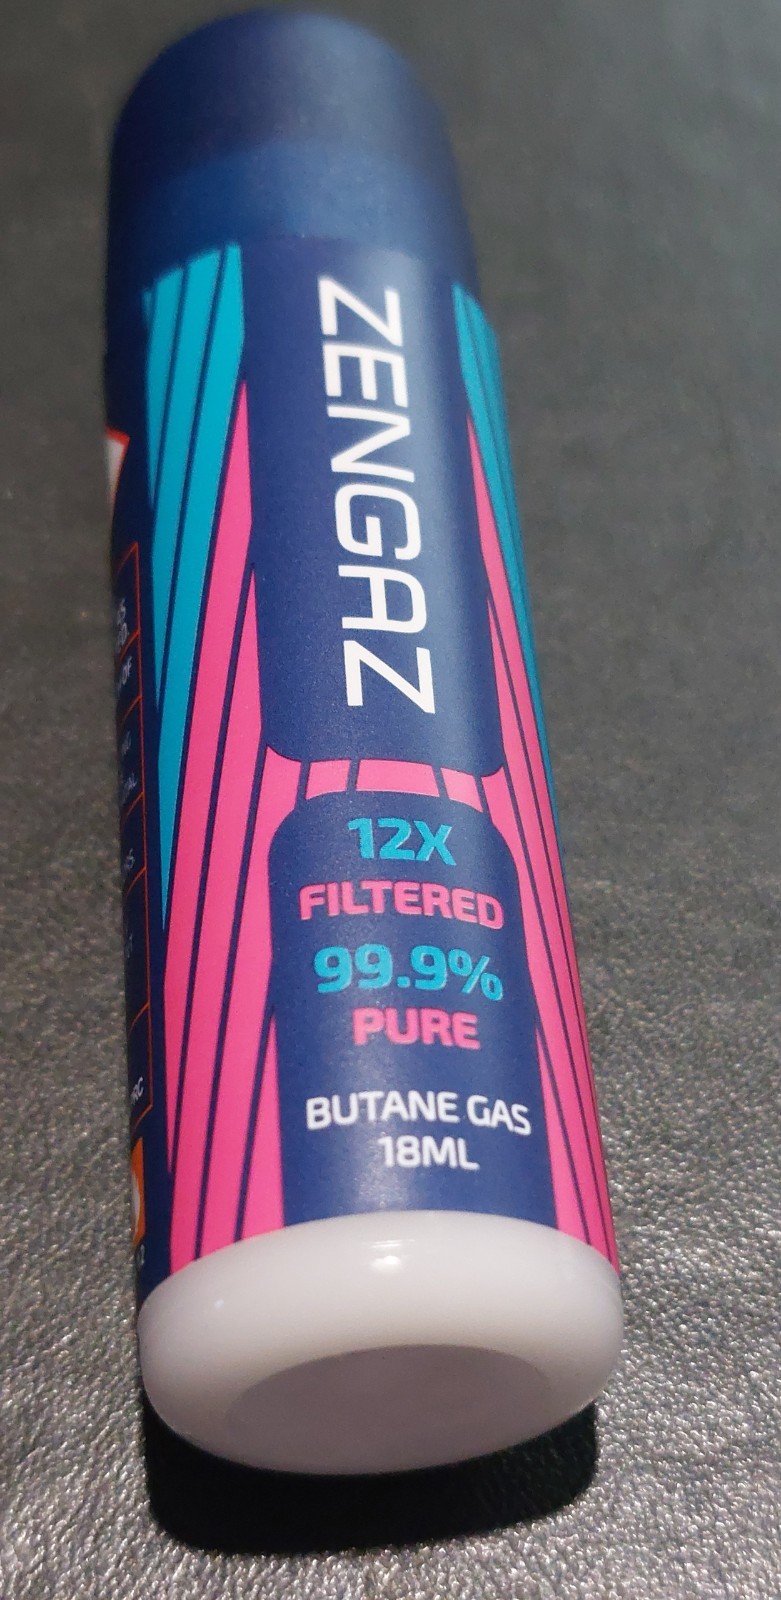 ZENGAZ
12X
FILTERED
99.9%
PURE
BUTANE GAS
18ML